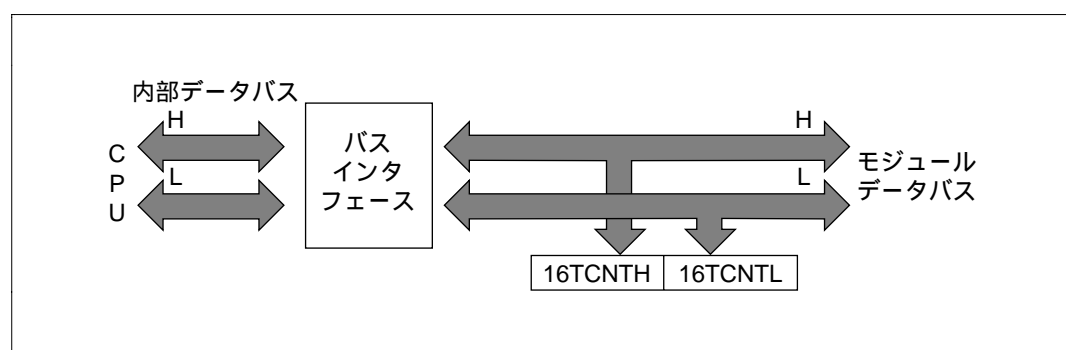 内部データバス
H
L
CPU
バス
インタ
フェース
H
L
モジュール
データバス
16TCNTH
16TCNTL